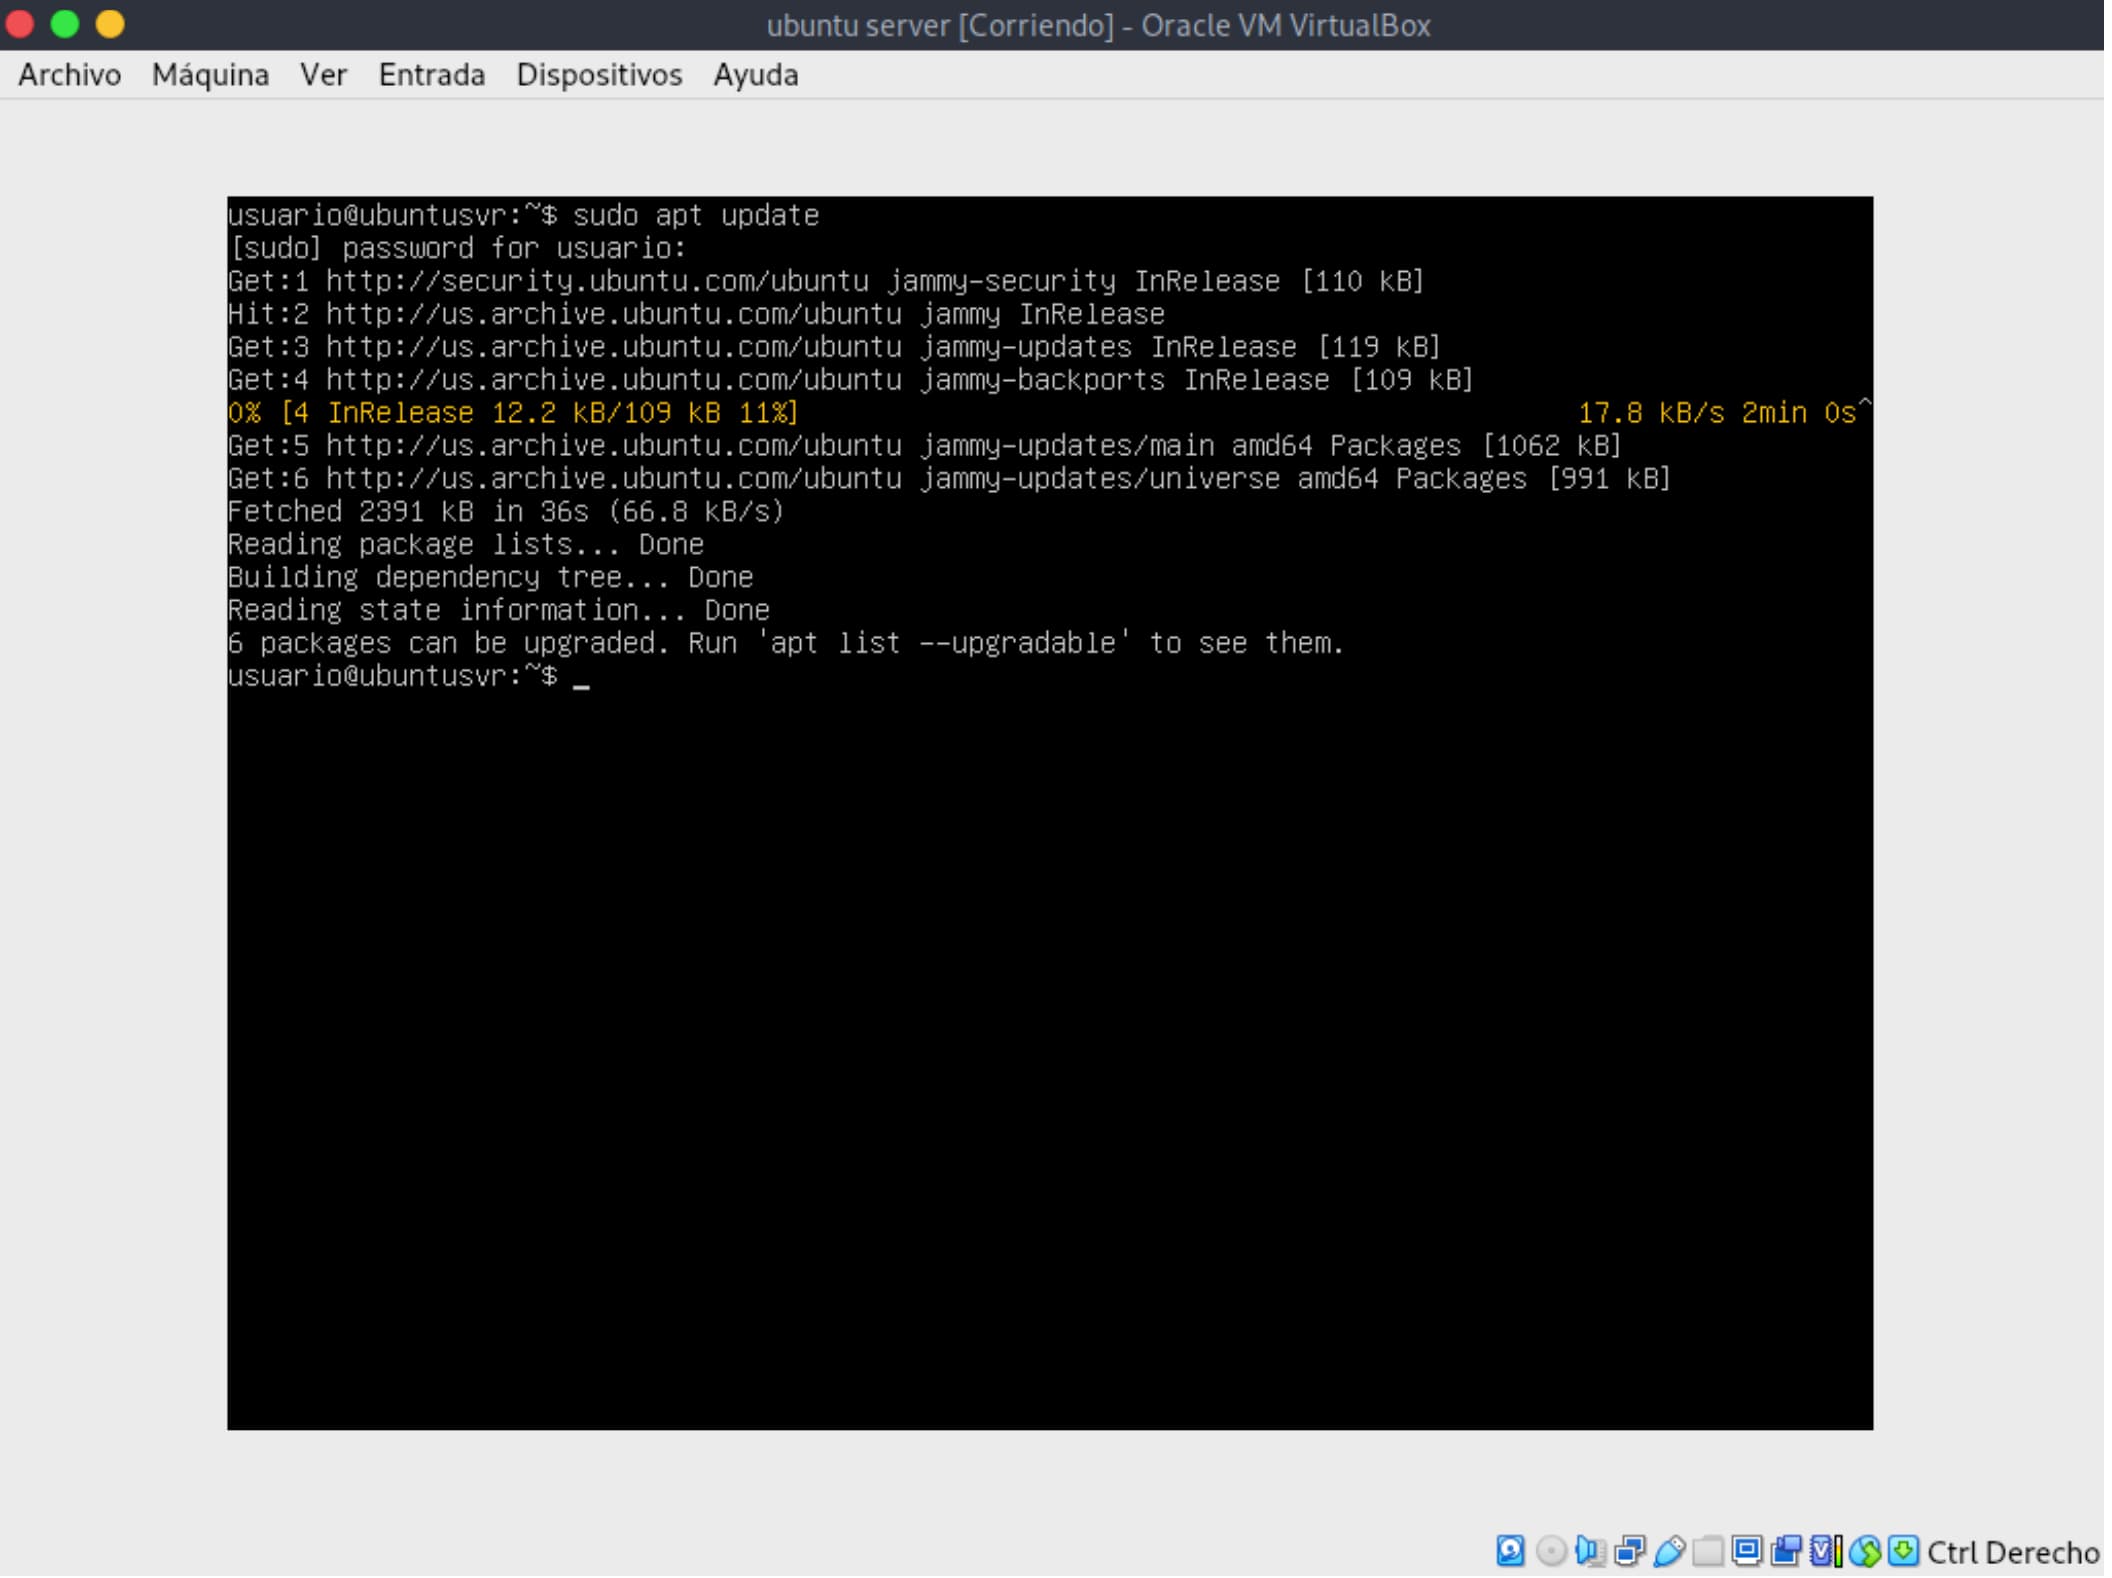 ubuntu server [Corriendo] - Oracle VM VirtualBox
Archivo Máquina Ver Entrada Dispositivos Ayuda
usuario@ubuntusvr:~$ sudo apt update
[sudo] password for usuario:
Get:1 http://security.ubuntu.com/ubuntu jammy-security InRelease [110 kB]
Hit:2 http://us.archive.ubuntu.com/ubuntu jammy InRelease
Get:3 http://us.archive.ubuntu.com/ubuntu jammy-updates InRelease [119 kB]
Get:4 http://us.archive.ubuntu.com/ubuntu jammy-backports InRelease [109 kB]
0% [4 InRelease 12.2 kB/109 kB 11%] 17.8 kB/s 2min 0s^
Get:5 http://us.archive.ubuntu.com/ubuntu jammy-updates/main amd64 Packages [1062 kB]
Get:6 http://us.archive.ubuntu.com/ubuntu jammy-updates/universe amd64 Packages [991 kB]
Fetched 2391 kB in 36s (66.8 kB/s)
Reading package lists... Done
Building dependency tree... Done
Reading state information... Done
6 packages can be upgraded. Run 'apt list --upgradable' to see them.
usuario@ubuntusvr:~$ _
Ctrl Derecho